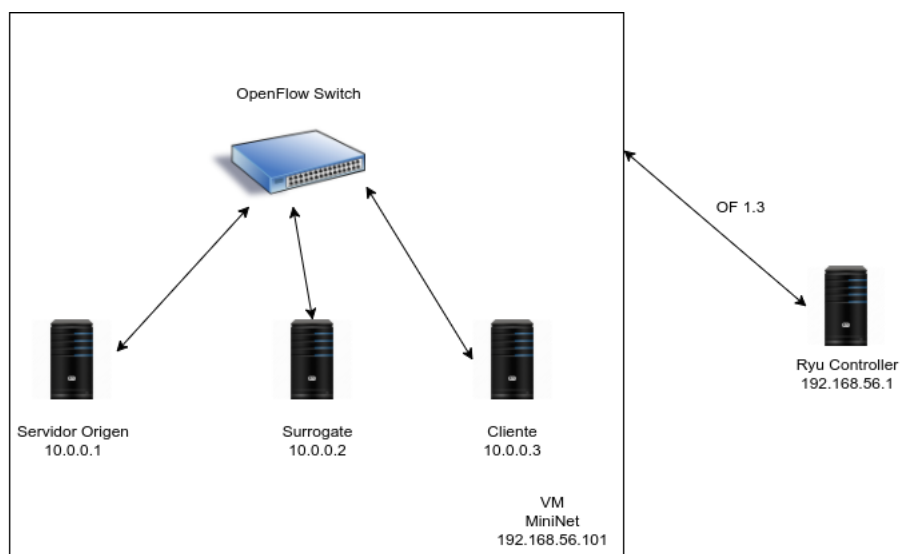 OpenFlow Switch
OF 1.3
Ryu Controller
192.168.56.1
Servidor Origen
10.0.0.1
Surrogate
10.0.0.2
Cliente
10.0.0.3
VM
MiniNet
192.168.56.101